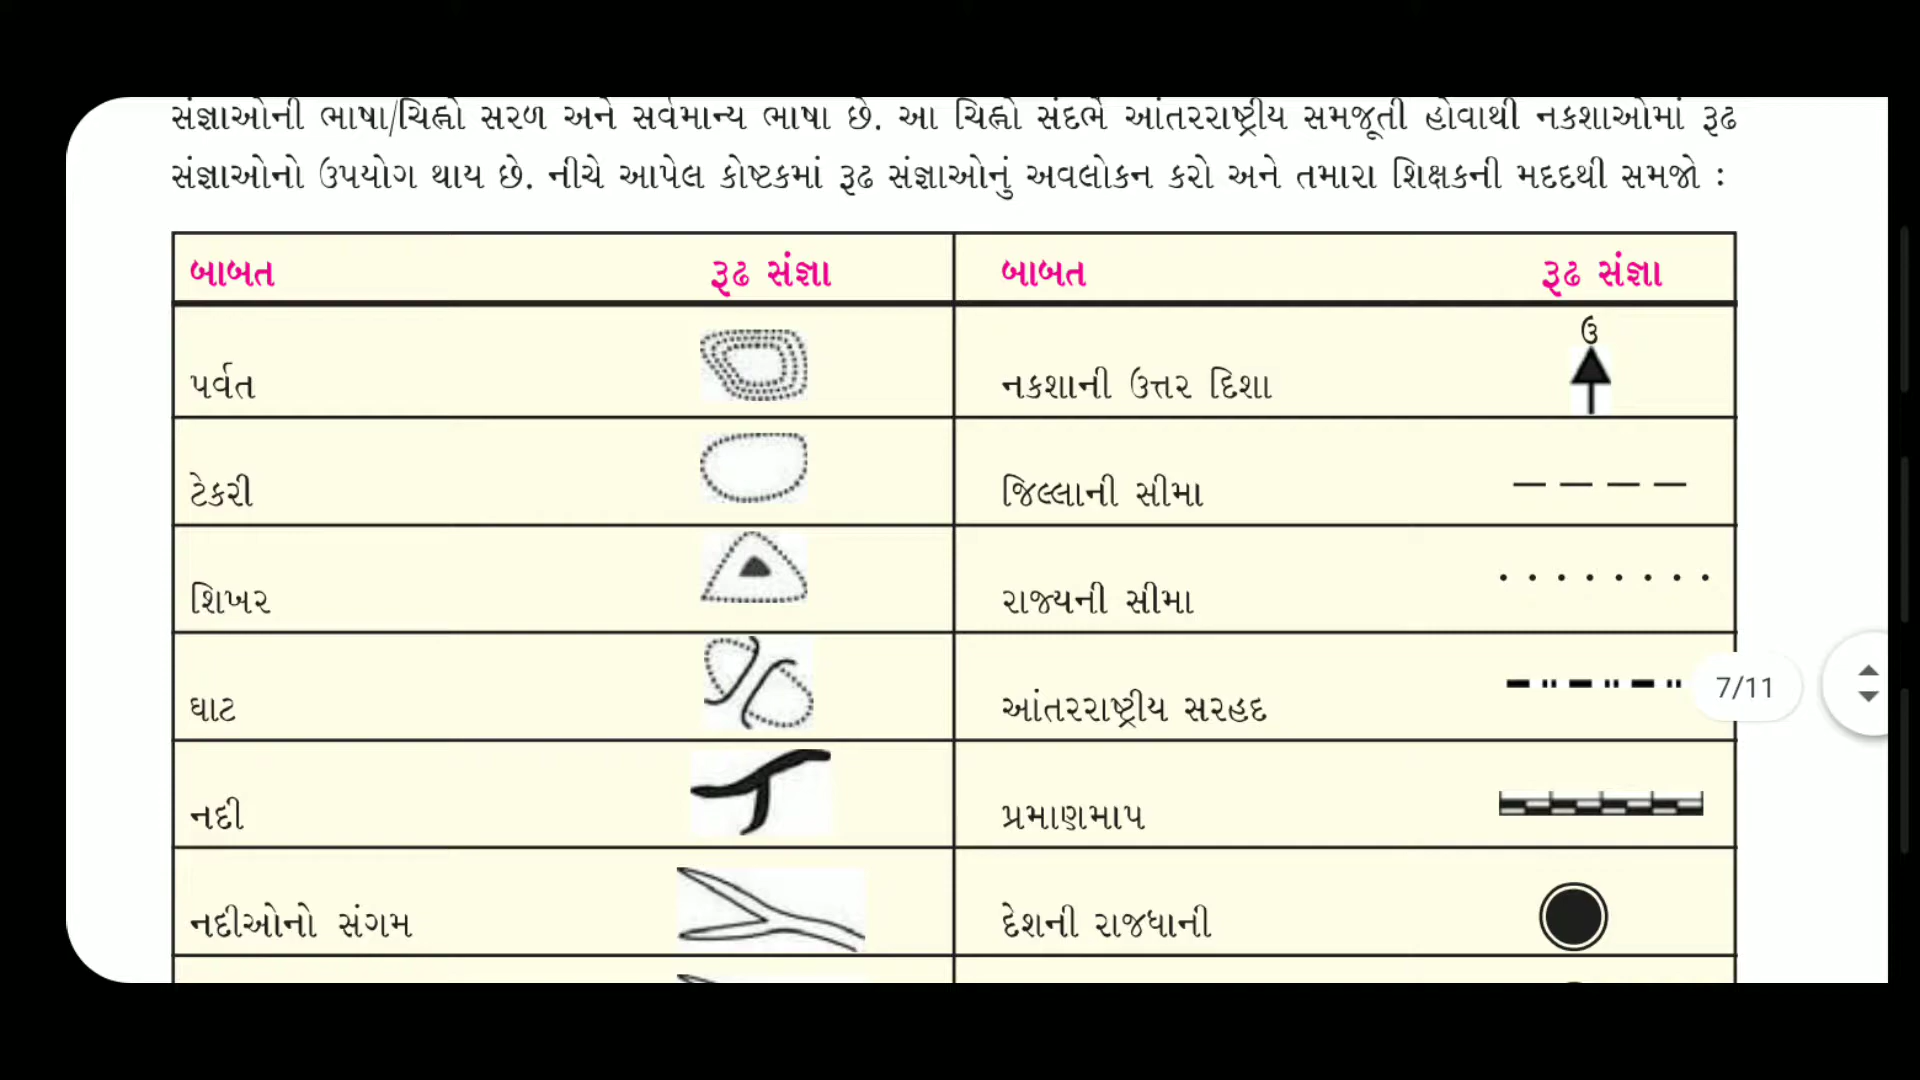 સંજ્ઞાઓની ભાષા/ચિહ્નો સરળ અને સર્વમાન્ય ભાષા છે. આ ચિહ્નો સંદર્ભે આંતરરાષ્ટ્રીય સમજૂતી હોવાથી નકશાઓમાં રૂઢ
સંજ્ઞાઓનો ઉપયોગ થાય છે. નીચે આપેલ કોષ્ટકમાં રૂઢ સંજ્ઞાઓનું અવલોકન કરો અને તમારા શિક્ષકની મદદથી સમજો :
બાબત રૂઢ સંજ્ઞા બાબત રૂઢ સંજ્ઞા
પર્વત નકશાની ઉત્તર દિશા ઉ
ટેકરી જિલ્લાની સીમા
શિખર રાજ્યની સીમા
ઘાટ આંતરરાષ્ટ્રીય સરહદ 7/11
નદી પ્રમાણમાપ
નદીઓનો સંગમ દેશની રાજધાની